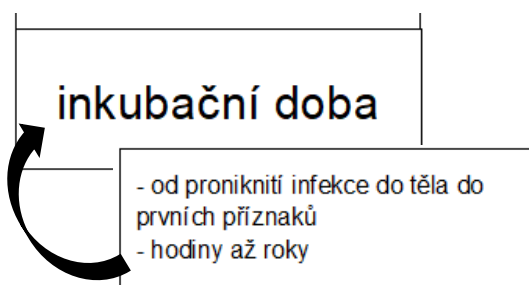 inkubační doba
- od proniknití infekce do těla do
prvních příznaků
- hodiny až roky